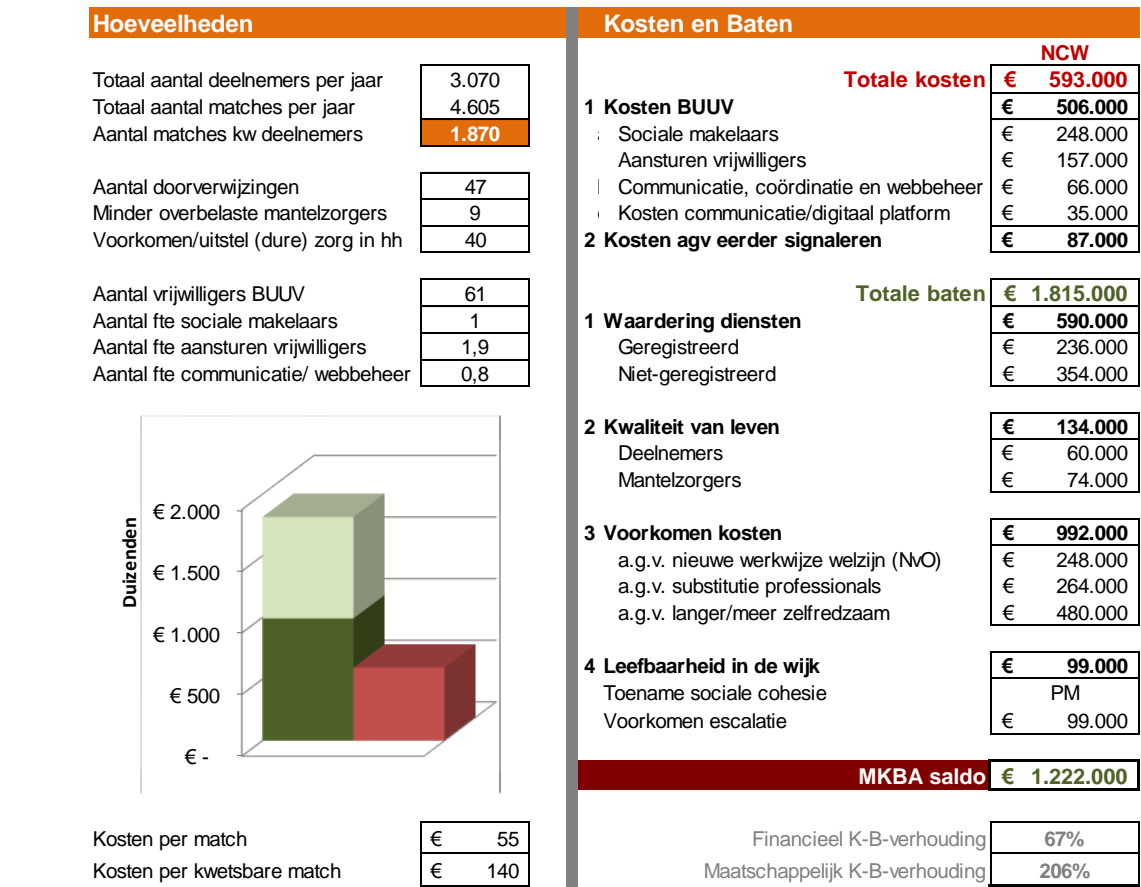 Hoeveelheden
Totaal aantal deelnemers per jaar 3.070
Totaal aantal matches per jaar 4.605
Aantal matches kw deelnemers 1.870
Aantal doorverwijzingen 47
Minder overbelaste mantelzorgers 9
Voorkomen/uitstel (dure) zorg in hh 40
Aantal vrijwilligers BUUV 61
Aantal fte sociale makelaars 1
Aantal fte aansturen vrijwilligers 1,9
Aantal fte communicatie/ webbeheer 0,8
Duizenden
€ 2.000
€ 1.500
€ 1.000
€ 500
€ -
Kosten per match € 55
Kosten per kwetsbare match € 140
Kosten en Baten
NCW
Totale kosten € 593.000
1 Kosten BUUV € 506.000
Sociale makelaars € 248.000
Aansturen vrijwilligers € 157.000
Communicatie, coördinatie en webbeheer € 66.000
Kosten communicatie/digitaal platform € 35.000
2 Kosten agv eerder signaleren € 87.000
Totale baten € 1.815.000
1 Waardering diensten € 590.000
Geregistreerd € 236.000
Niet-geregistreerd € 354.000
2 Kwaliteit van leven € 134.000
Deelnemers € 60.000
Mantelzorgers € 74.000
3 Voorkomen kosten € 992.000
a.g.v. nieuwe werkwijze welzijn (NvO) € 248.000
a.g.v. substitutie professionals € 264.000
a.g.v. langer/meer zelfredzaam € 480.000
4 Leefbaarheid in de wijk € 99.000
Toename sociale cohesie PM
Voorkomen escalatie € 99.000
MKBA saldo € 1.222.000
Financieel K-B-verhouding 67%
Maatschappelijk K-B-verhouding 206%